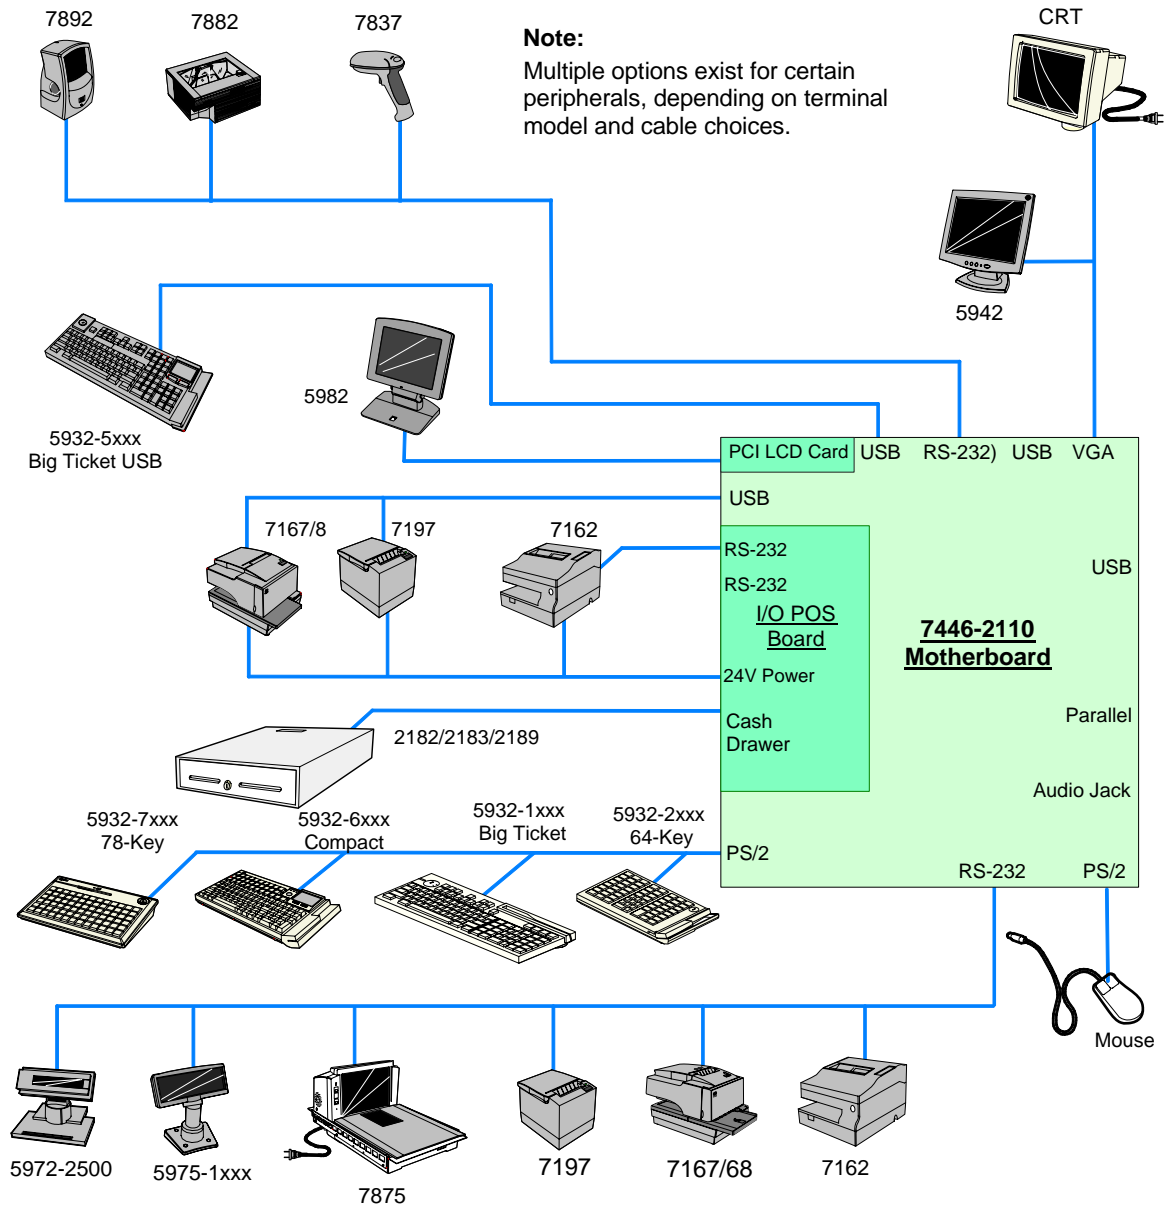 7892
7882
7837
Note:
Multiple options exist for certain
peripherals, depending on terminal
model and cable choices.
CRT
5942
5982
5932-5xxx
Big Ticket USB
PCI LCD Card
USB
RS-232)
USB
VGA
USB
7167/8
7197
7162
RS-232
RS-232
I/O POS
Board
USB
7446-2110
Motherboard
24V Power
Cash
Drawer
Parallel
2182/2183/2189
Audio Jack
5932-7xxx
78-Key
5932-6xxx
Compact
5932-1xxx
Big Ticket
5932-2xxx
64-Key
PS/2
RS-232
PS/2
Mouse
5972-2500
5975-1xxx
7875
7197
7167/68
7162